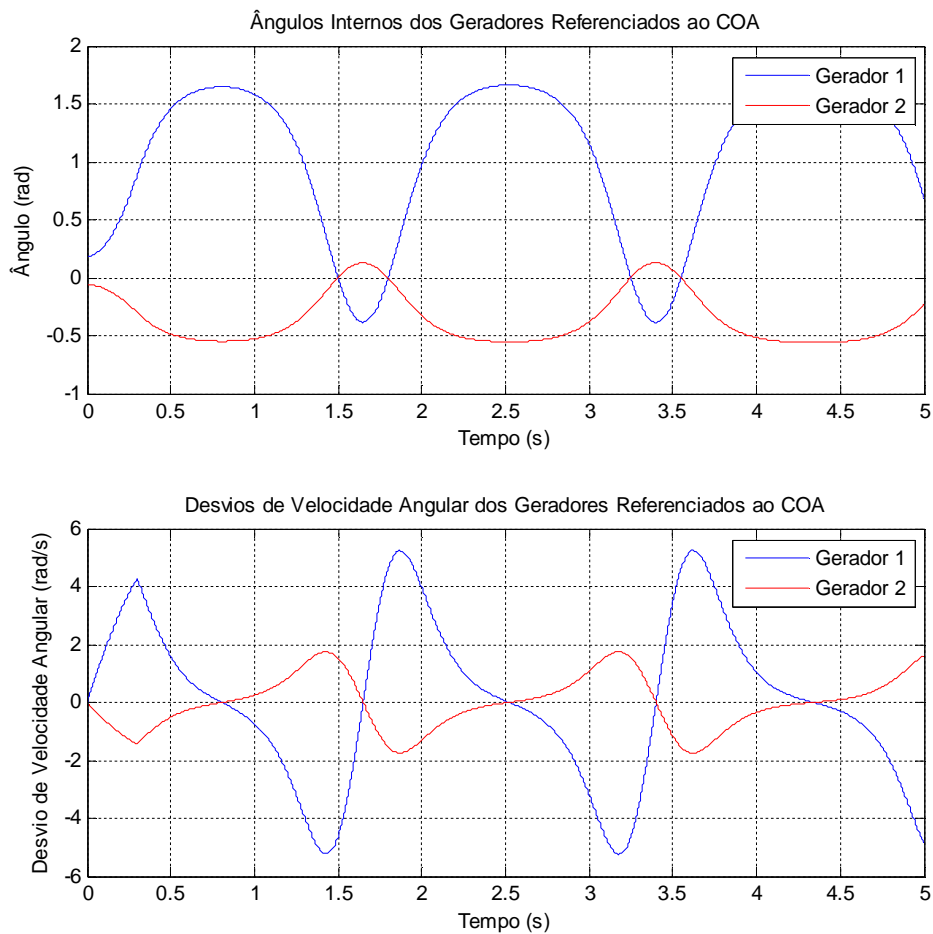 Ângulos Internos dos Geradores Referenciados ao COA
2
1.5
1
0.5
0
-0.5
-1
Ângulo (rad)
Gerador 1
Gerador 2
0 0.5 1 1.5 2 2.5 3 3.5 4 4.5 5
Tempo (s)
Desvios de Velocidade Angular dos Geradores Referenciados ao COA
6
4
2
0
-2
-4
-6
Desvio de Velocidade Angular (rad/s)
Gerador 1
Gerador 2
0 0.5 1 1.5 2 2.5 3 3.5 4 4.5 5
Tempo (s)